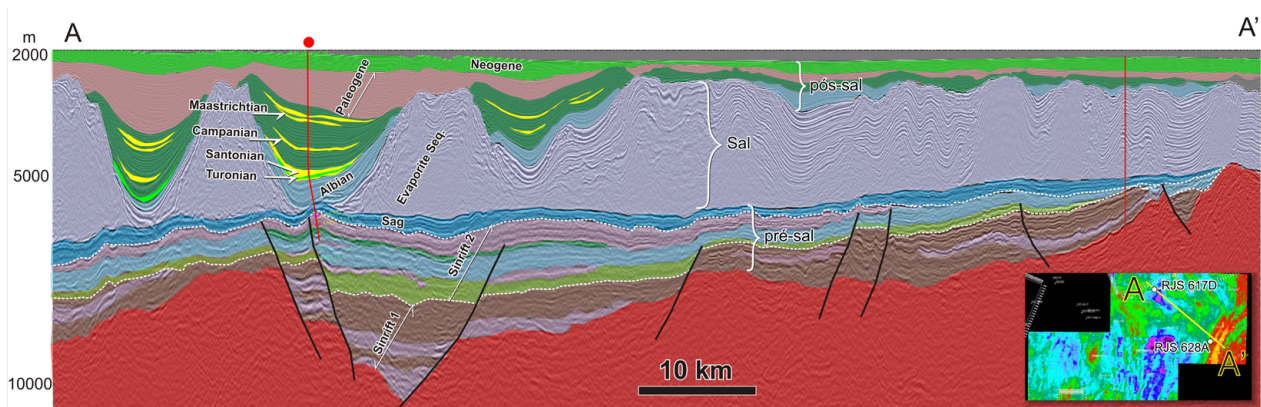 A
A'
m
2000
5000
10000
Neogene
Paleogene
Maastrichtian
Campanian
Santonian
Turonian
Albian
Evaporite Seq.
Sag
Sinrift 2
Sinrift 1
pós-sal
Sal
pré-sal
10 km
A
RJS 617D
RJS 628A
A'